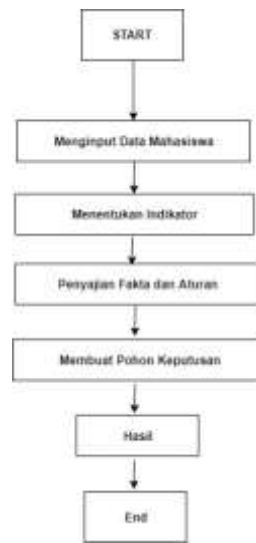 START
Menginput Data Mahasiswa
Menentukan Indikator
Penyajian Fakta dan Aturan
Membuat Pohon Keputusan
Hasil
End